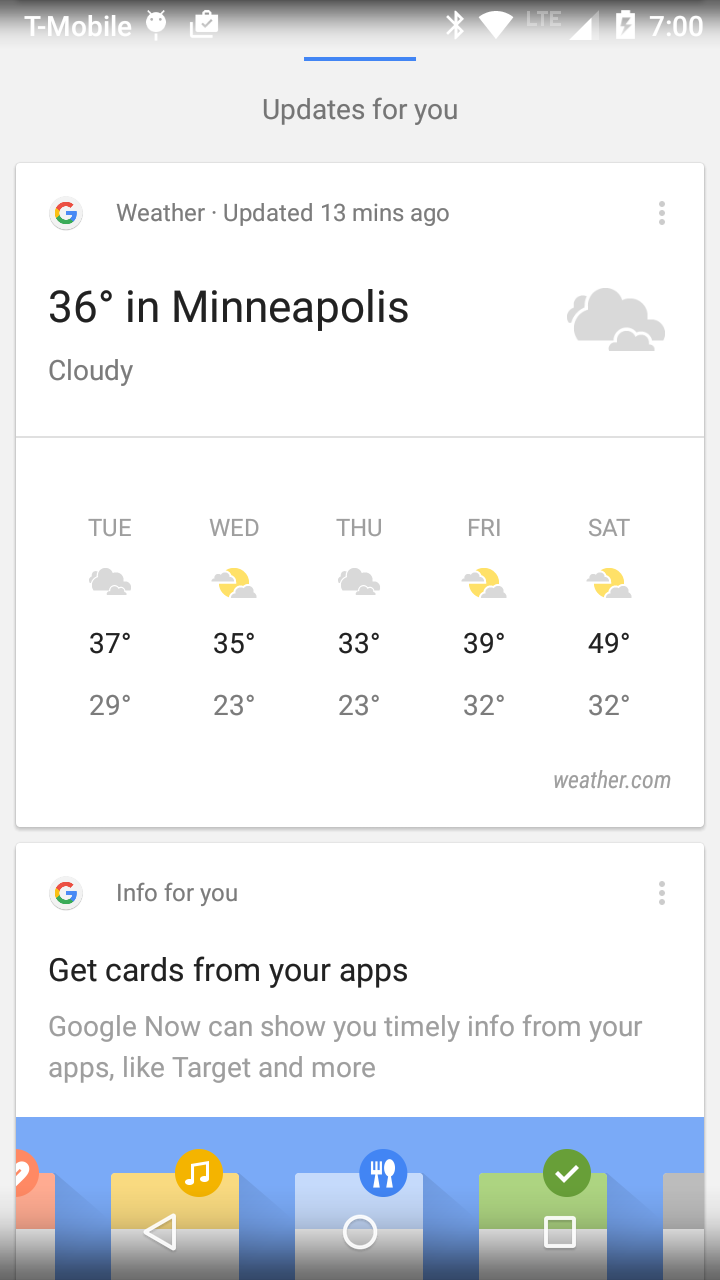 T-Mobile LTE 7:00
Updates for you
Weather · Updated 13 mins ago
36° in Minneapolis
Cloudy
TUE WED THU FRI SAT
37° 35° 33° 39° 49°
29° 23° 23° 32° 32°
weather.com
Info for you
Get cards from your apps
Google Now can show you timely info from your
apps, like Target and more